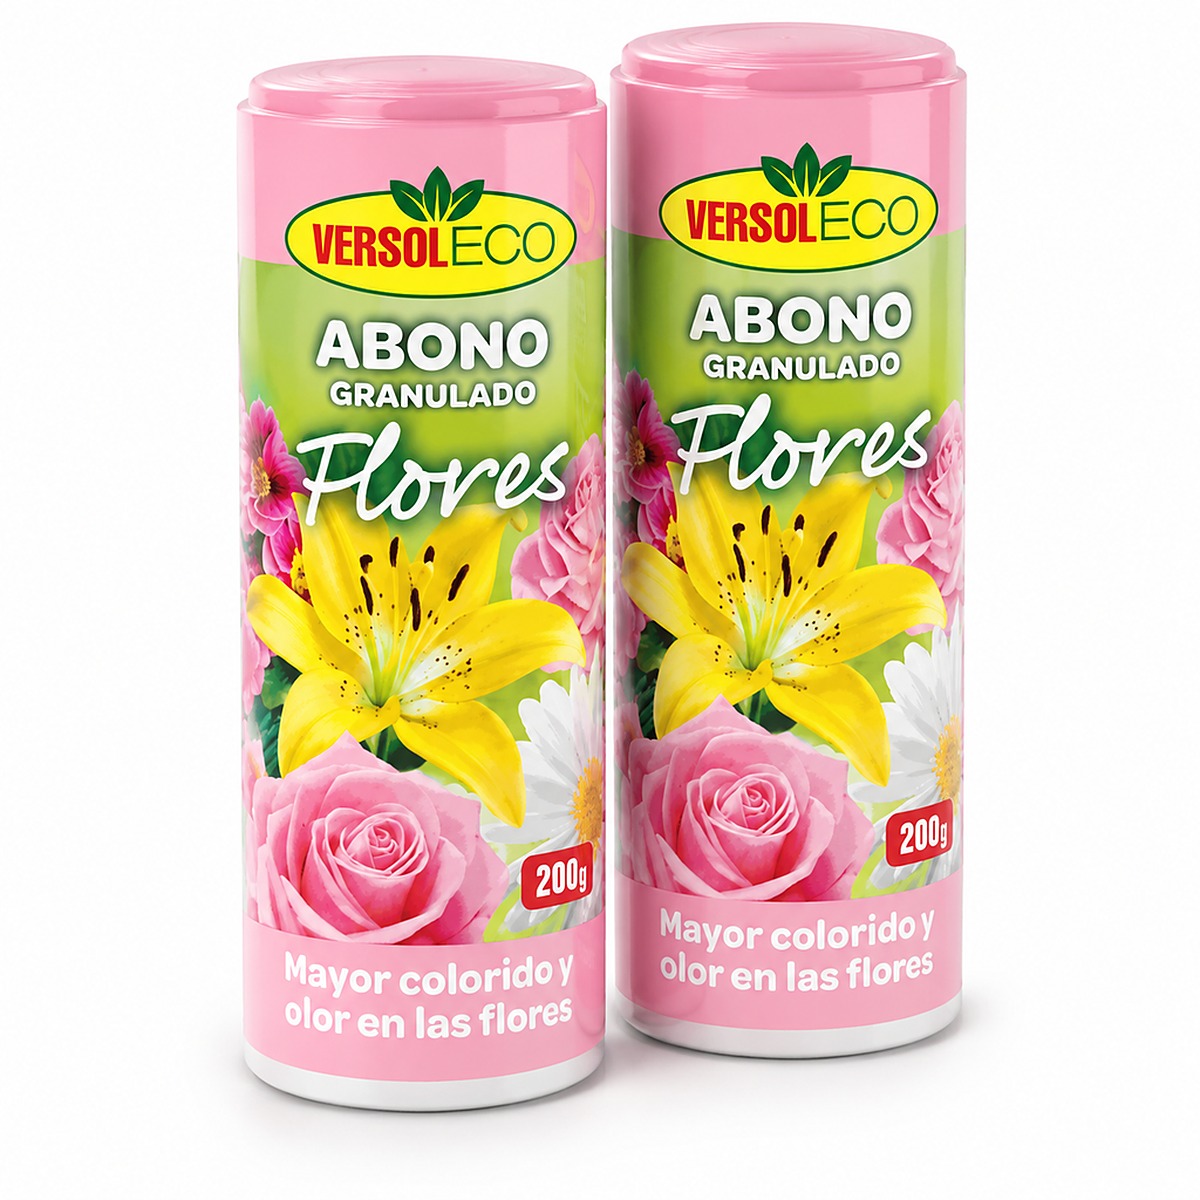 VERSOLECO
ABONO
GRANULADO
Flores
200g
Mayor colorido y
olor en las flores
VERSOLECO
ABONO
GRANULADO
Flores
200g
Mayor colorido y
olor en las flores